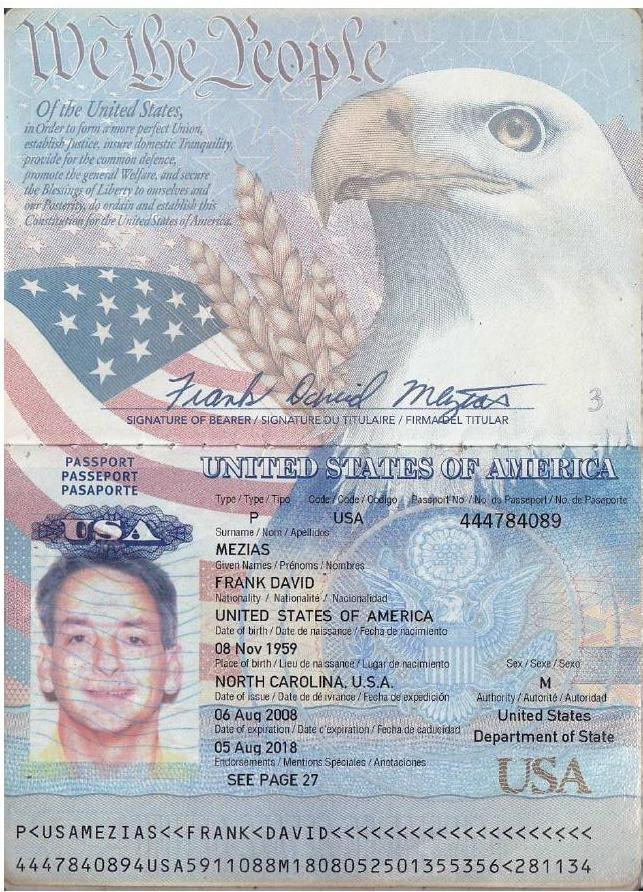 We the People
Of the United States,
in Order to form a more perfect Union,
establish Justice, insure domestic Tranquility,
provide for the common defence,
promote the general Welfare, and secure
the Blessings of Liberty to ourselves and
our Posterity, do ordain and establish this
Constitution for the United States of America.
Frank David Mezias
3
SIGNATURE OF BEARER / SIGNATURE DU TITULAIRE / FIRMA DEL TITULAR
PASSPORT
PASSEPORT
PASAPORTE
USA
UNITED STATES OF AMERICA
Type / Type / Tipo Code / Code / Codigo Passport No. / No. du Passeport / No. de Pasaporte
P USA 444784089
Surname / Nom / Apellidos
MEZIAS
Given Names / Prénoms / Nombres
FRANK DAVID
Nationality / Nationalité / Nacionalidad
UNITED STATES OF AMERICA
Date of birth / Date de naissance / Fecha de nacimiento
08 Nov 1959
Place of birth / Lieu de naissance / Lugar de nacimiento Sex / Sexe / Sexo
NORTH CAROLINA, U.S.A. M
Date of issue / Date de délivrance / Fecha de expedición Authority / Autorité / Autoridad
06 Aug 2008 United States
Date of expiration / Date d'expiration / Fecha de caducidad Department of State
05 Aug 2018
Endorsements / Mentions Spéciales / Anotaciones
SEE PAGE 27
USA
P<USAMEZIAS<<FRANK<DAVID<<<<<<<<<<<<<<<<<<<<
4447840894USA5911088M1808052501355356<281134